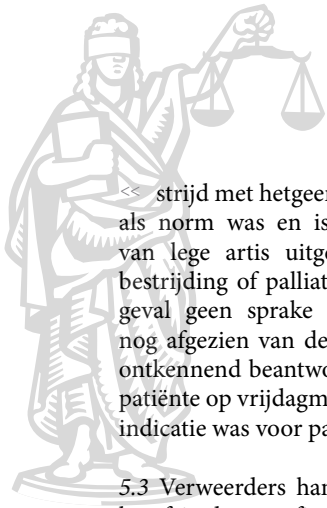 << strijd met hetgeen
als norm was en is
van lege artis uitge
bestrijding of palliat
geval geen sprake
nog afgezien van de
ontkennend beantwo
patiënte op vrijdagm
indicatie was voor pa
5.3 Verweerders han